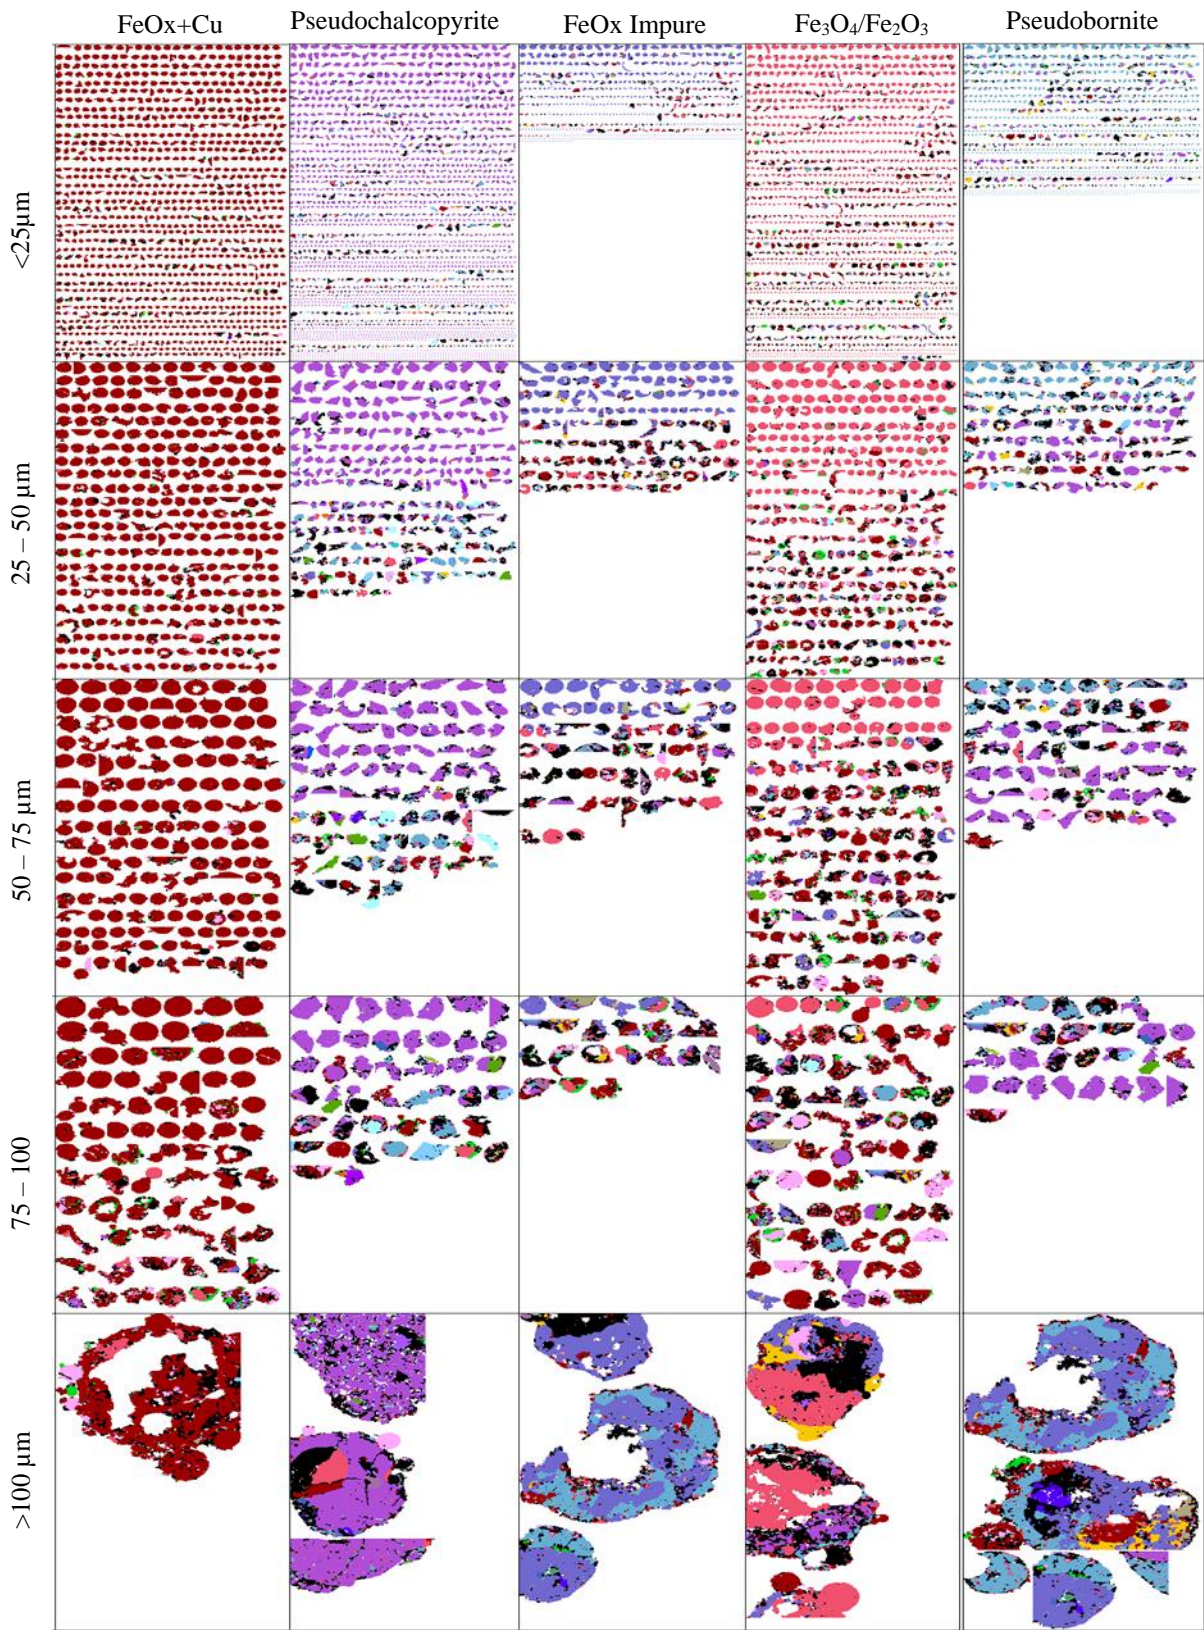 FeOx+Cu Pseudochalcopyrite FeOx Impure Fe₃O₄/Fe₂O₃ Pseudobornite
<25µm
25 – 50 µm
50 – 75 µm
75 – 100
>100 µm